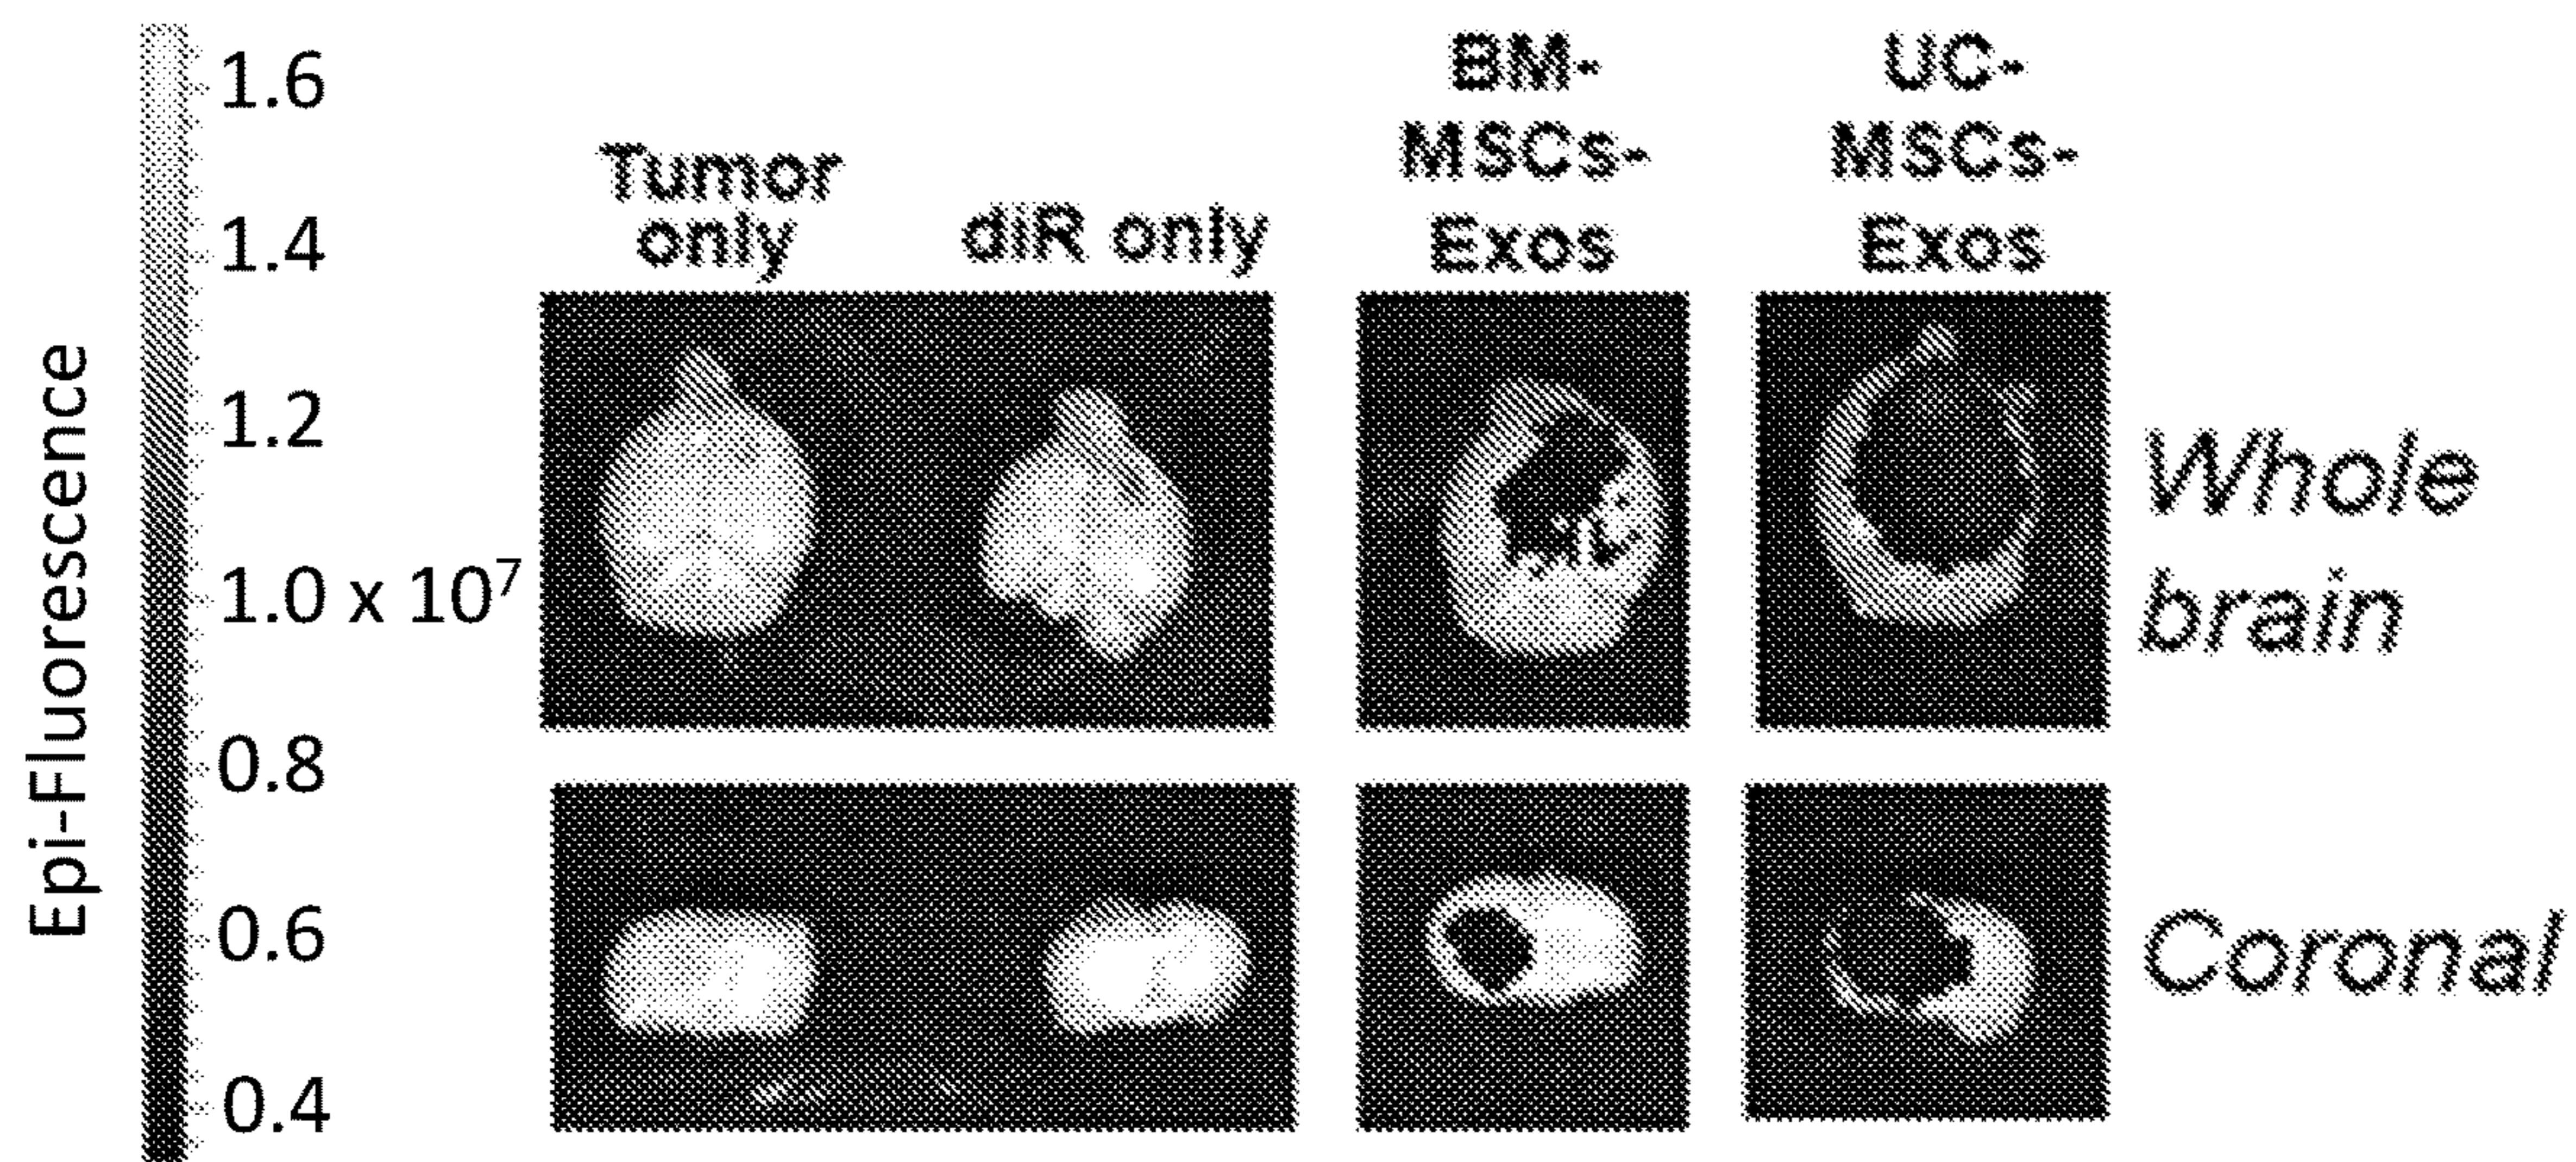 Epi-Fluorescence
1.6
1.4
1.2
1.0 x 10⁷
0.8
0.6
0.4
Tumor
only
diR only
BM-
MSCs-
Exos
UC-
MSCs-
Exos
Whole
brain
Coronal